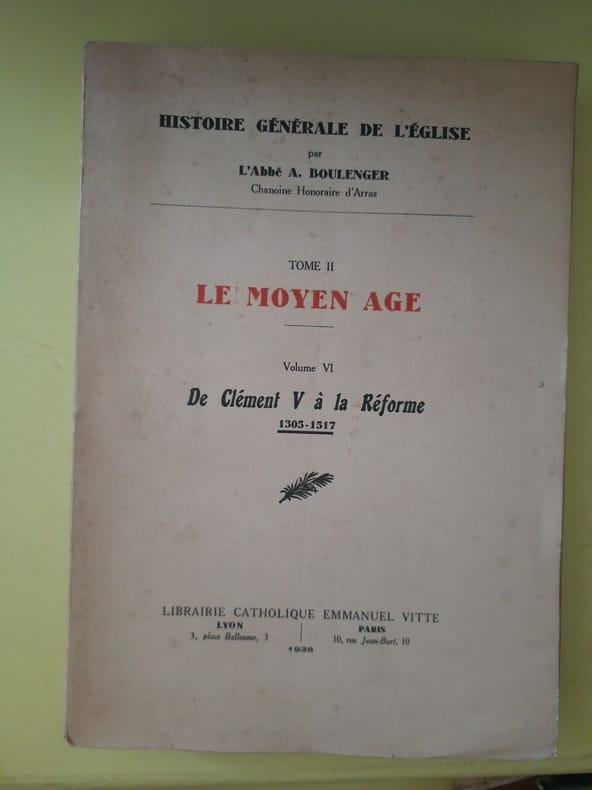 HISTOIRE GÉNÉRALE DE L'ÉGLISE
par
L'Abbé A. BOULENGER
Chanoine Honoraire d'Arras
TOME II
LE MOYEN AGE
Volume VI
De Clément V à la Réforme
1305-1517
LIBRAIRIE CATHOLIQUE EMMANUEL VITTE
LYON
3, place Bellecour, 3
PARIS
10, rue Jean-Bart, 10
1936